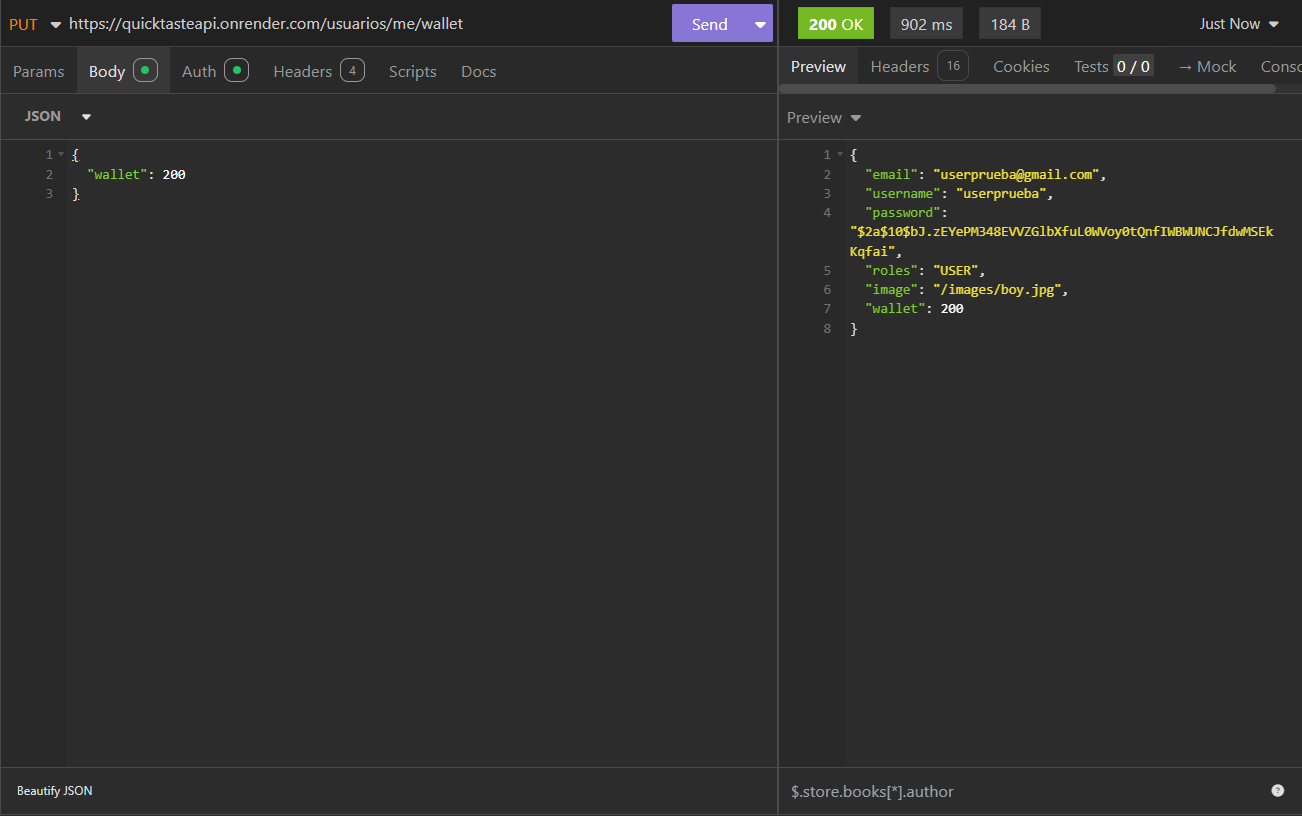 PUT https://quicktasteapi.onrender.com/usuarios/me/wallet Send
200 OK 902 ms 184 B Just Now
Params Body Auth Headers 4 Scripts Docs
Preview Headers 16 Cookies Tests 0 / 0 → Mock Consc
JSON
Preview
1 {
2 "wallet": 200
3 }
1 {
2 "email": "userprueba@gmail.com",
3 "username": "userprueba",
4 "password":
"$2a$10$bJ.zEYePM348EVVZGlbXfuL0WVoy0tQnfIWBWUNCJfdwMSEk
Kqfai",
5 "roles": "USER",
6 "image": "/images/boy.jpg",
7 "wallet": 200
8 }
Beautify JSON
$.store.books[*].author ?